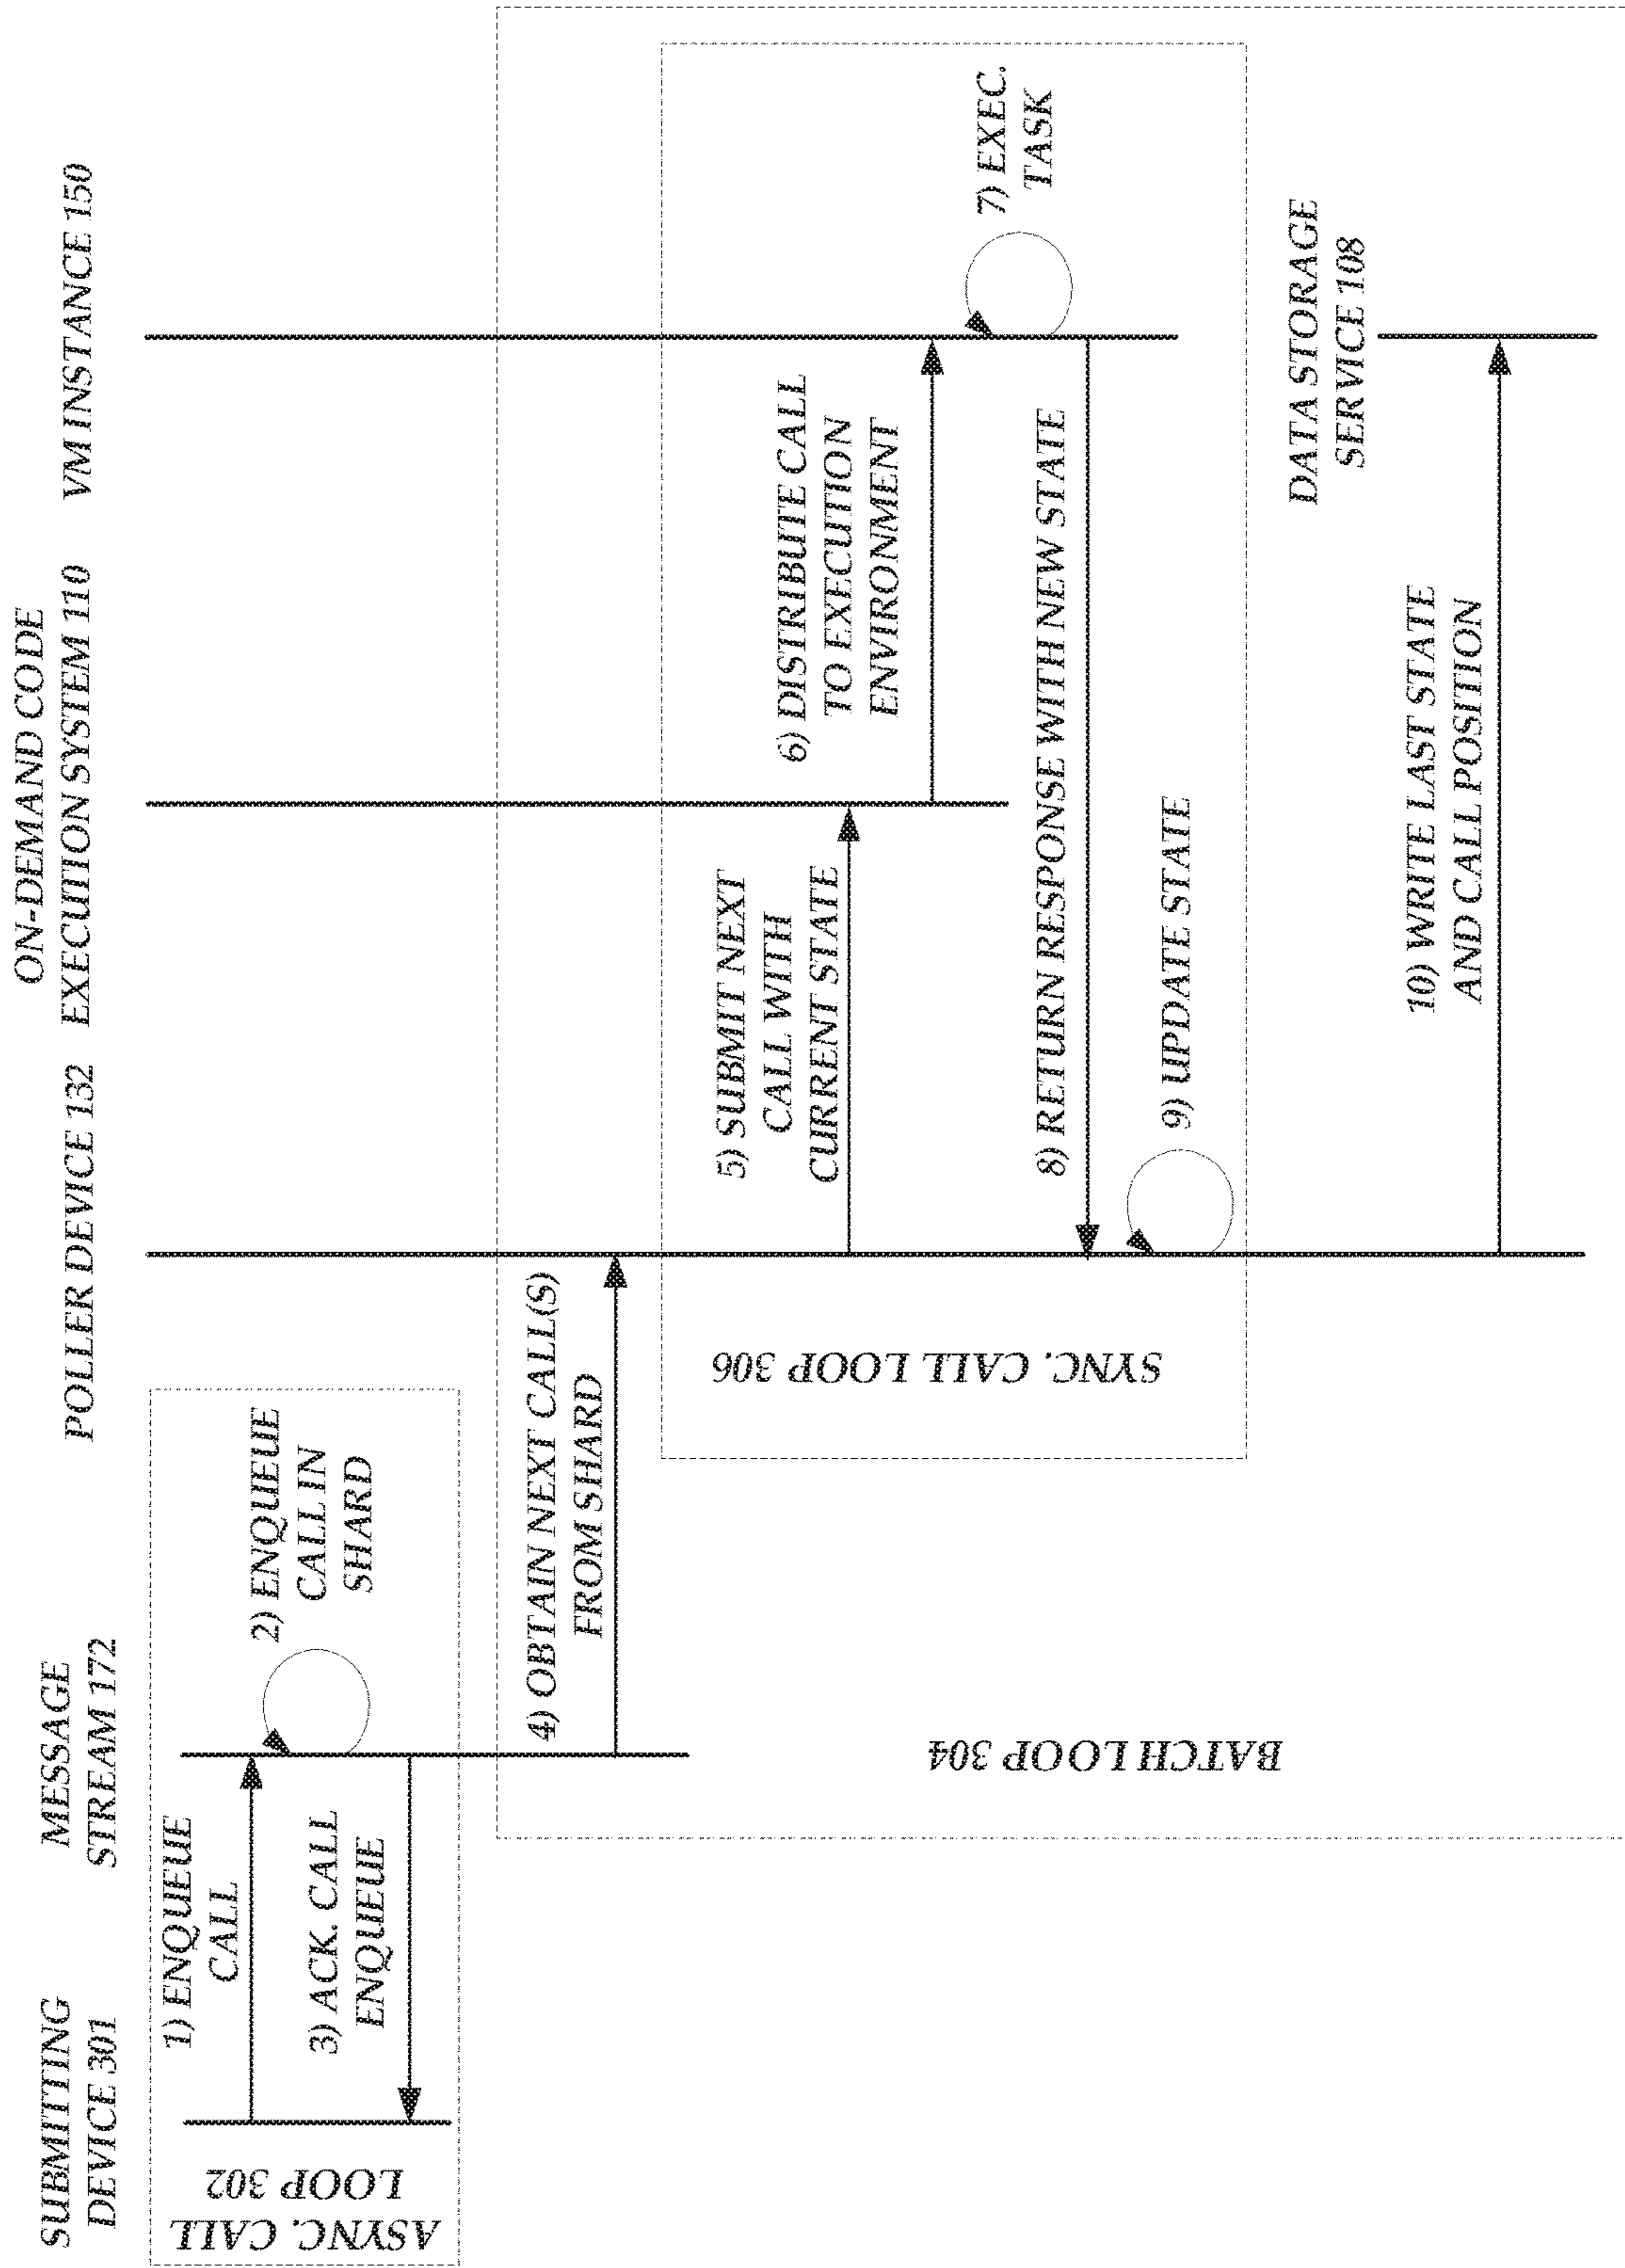 SUBMITTING
DEVICE 301
MESSAGE
STREAM 172
POLLER DEVICE 132
ON-DEMAND CODE
EXECUTION SYSTEM 110
VM INSTANCE 150
ASYNC. CALL
LOOP 302
1) ENQUEUE
CALL
2) ENQUEUE
CALL IN
SHARD
3) ACK. CALL
ENQUEUE
4) OBTAIN NEXT CALL(S)
FROM SHARD
BATCH LOOP 304
SYNC. CALL LOOP 306
5) SUBMIT NEXT
CALL WITH
CURRENT STATE
6) DISTRIBUTE CALL
TO EXECUTION
ENVIRONMENT
7) EXEC.
TASK
8) RETURN RESPONSE WITH NEW STATE
9) UPDATE STATE
DATA STORAGE
SERVICE 108
10) WRITE LAST STATE
AND CALL POSITION